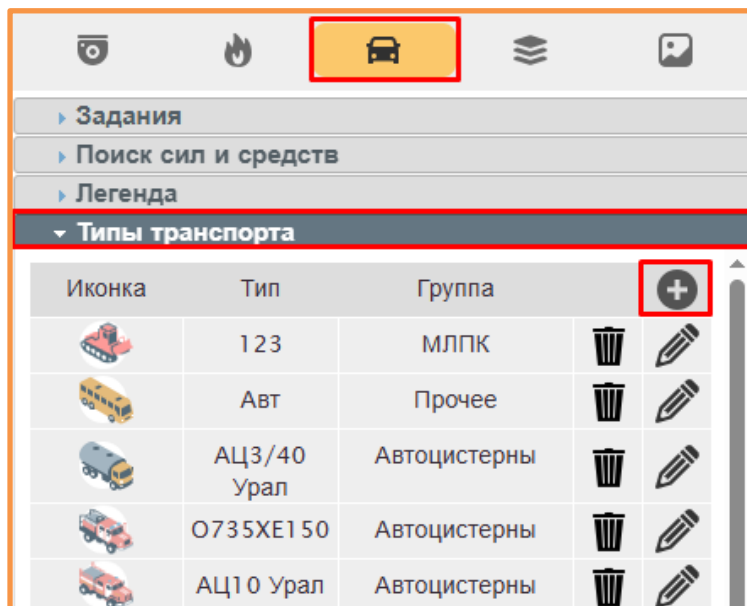 Задания
Поиск сил и средств
Легенда
Типы транспорта
Иконка Тип Группа
123 МЛПК
Авт Прочее
АЦ3/40 Автоцистерны
Урал
О735ХЕ150 Автоцистерны
АЦ10 Урал Автоцистерны